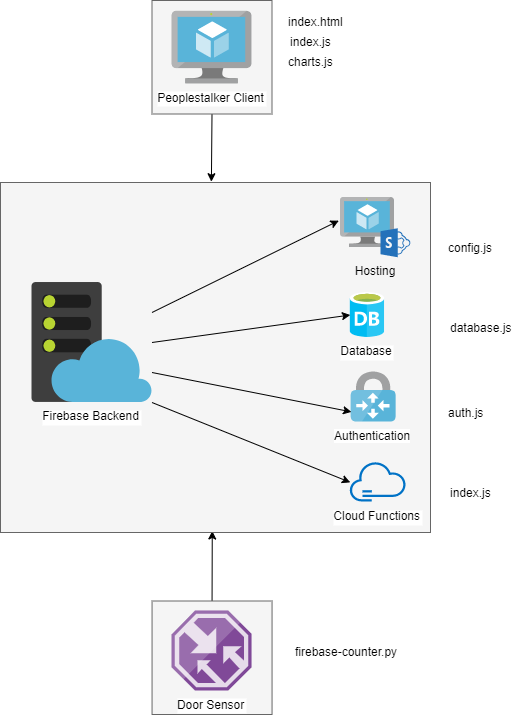 index.html
index.js
charts.js
Peoplestalker Client
S
Hosting
config.js
DB
Database
database.js
Firebase Backend
Authentication
auth.js
Cloud Functions
index.js
Door Sensor
firebase-counter.py